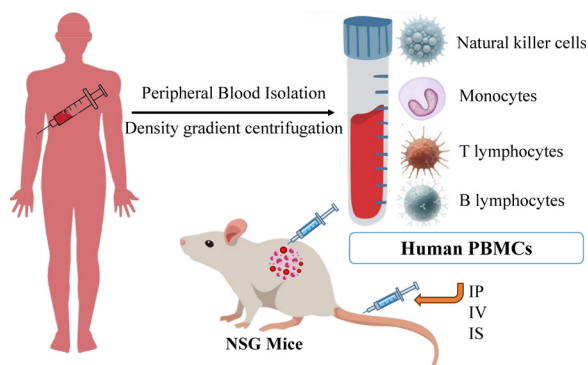 Peripheral Blood Isolation
Density gradient centrifugation
Natural killer cells
Monocytes
T lymphocytes
B lymphocytes
Human PBMCs
NSG Mice
IP
IV
IS